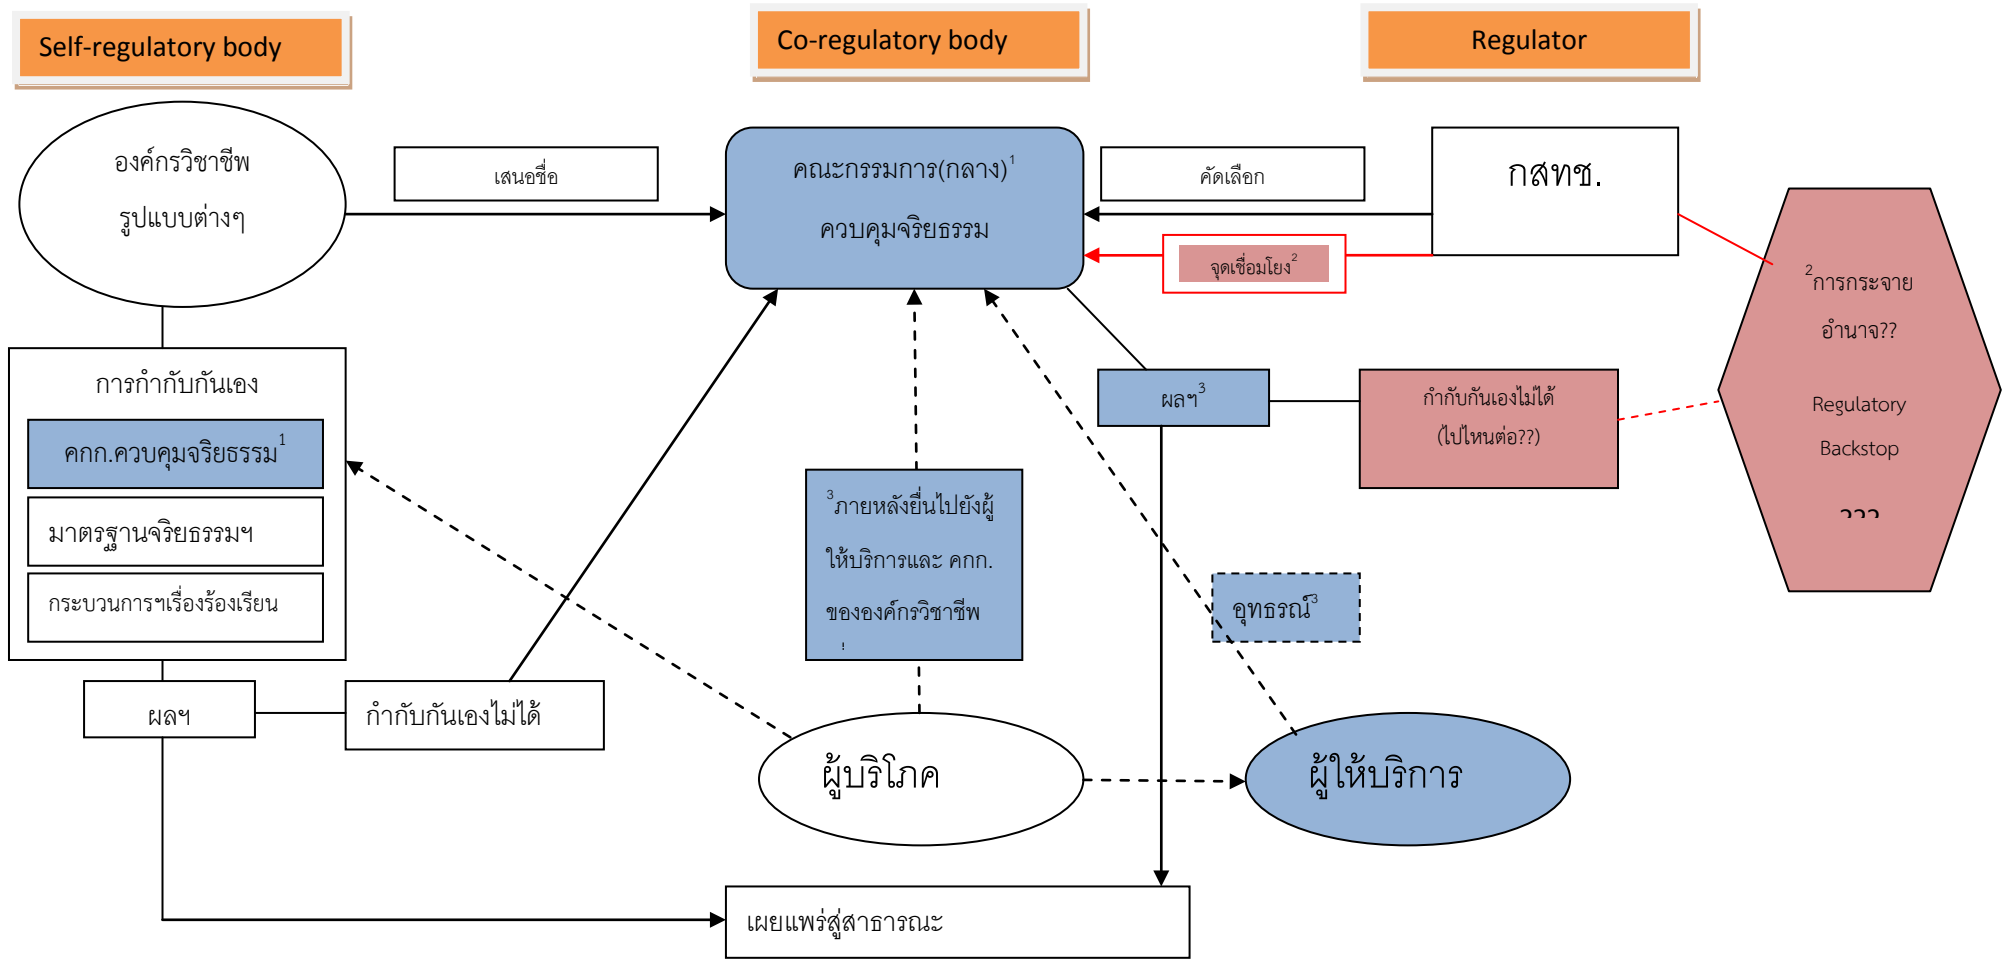 Self-regulatory body
Co-regulatory body
Regulator
องค์กรวิชาชีพ
รูปแบบต่างๆ
เสนอชื่อ
คณะกรรมการ(กลาง)¹
ควบคุมจริยธรรม
คัดเลือก
กสทช.
จุดเชื่อมโยง²
²การกระจาย
อำนาจ??
Regulatory
Backstop
???
การกำกับกันเอง
คกก.ควบคุมจริยธรรม¹
มาตรฐานจริยธรรมฯ
กระบวนการฯเรื่องร้องเรียน
ผลฯ³
กำกับกันเองไม่ได้
(ไปไหนต่อ??)
³ภายหลังยื่นไปยังผู้
ให้บริการและ คกก.
ขององค์กรวิชาชีพ
อุทธรณ์³
ผลฯ
กำกับกันเองไม่ได้
ผู้บริโภค
ผู้ให้บริการ
เผยแพร่สู่สาธารณะ